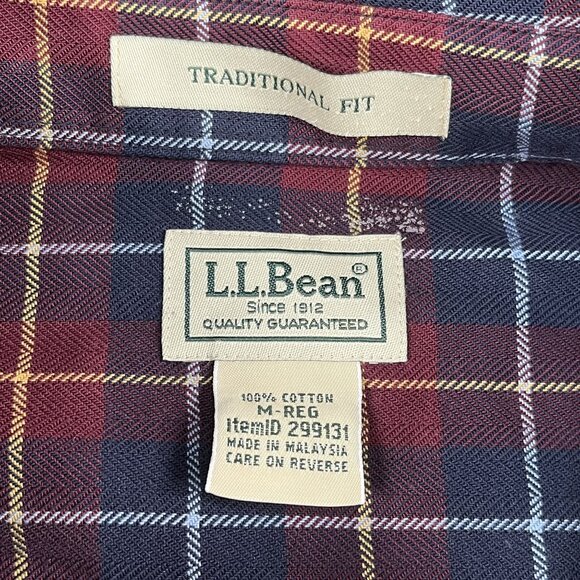 TRADITIONAL FIT
L.L.Bean®
Since 1912
QUALITY GUARANTEED
100% COTTON
M-REG
ItemID 299131
MADE IN MALAYSIA
CARE ON REVERSE